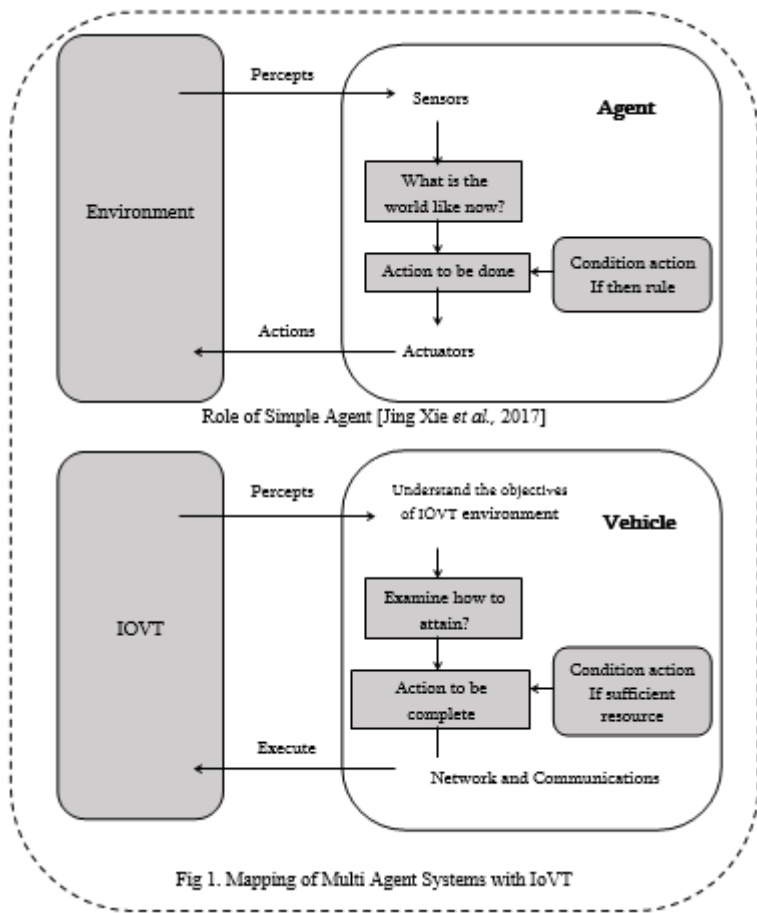 Percepts
Sensors
Agent
What is the
world like now?
Environment
Action to be done
Condition action
If then rule
Actions
Actuators
Role of Simple Agent [Jing Xie et al., 2017]
Percepts
Understand the objectives
of IOVT environment
Vehicle
Examine how to
attain?
IOVT
Action to be
complete
Condition action
If sufficient
resource
Execute
Network and Communications
Fig 1. Mapping of Multi Agent Systems with IoVT